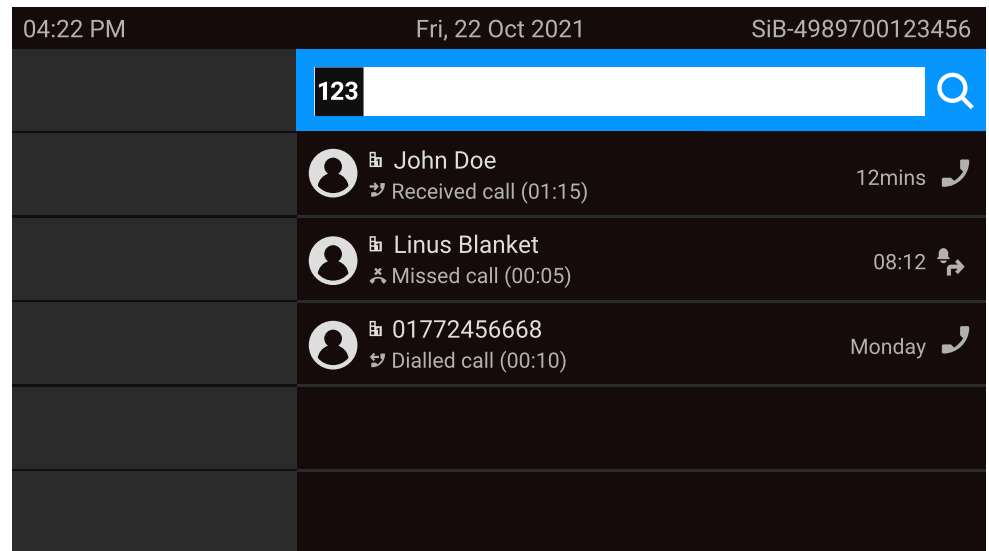 04:22 PM Fri, 22 Oct 2021 SiB-4989700123456
123
John Doe
Received call (01:15) 12mins
Linus Blanket
Missed call (00:05) 08:12
01772456668
Dialled call (00:10) Monday